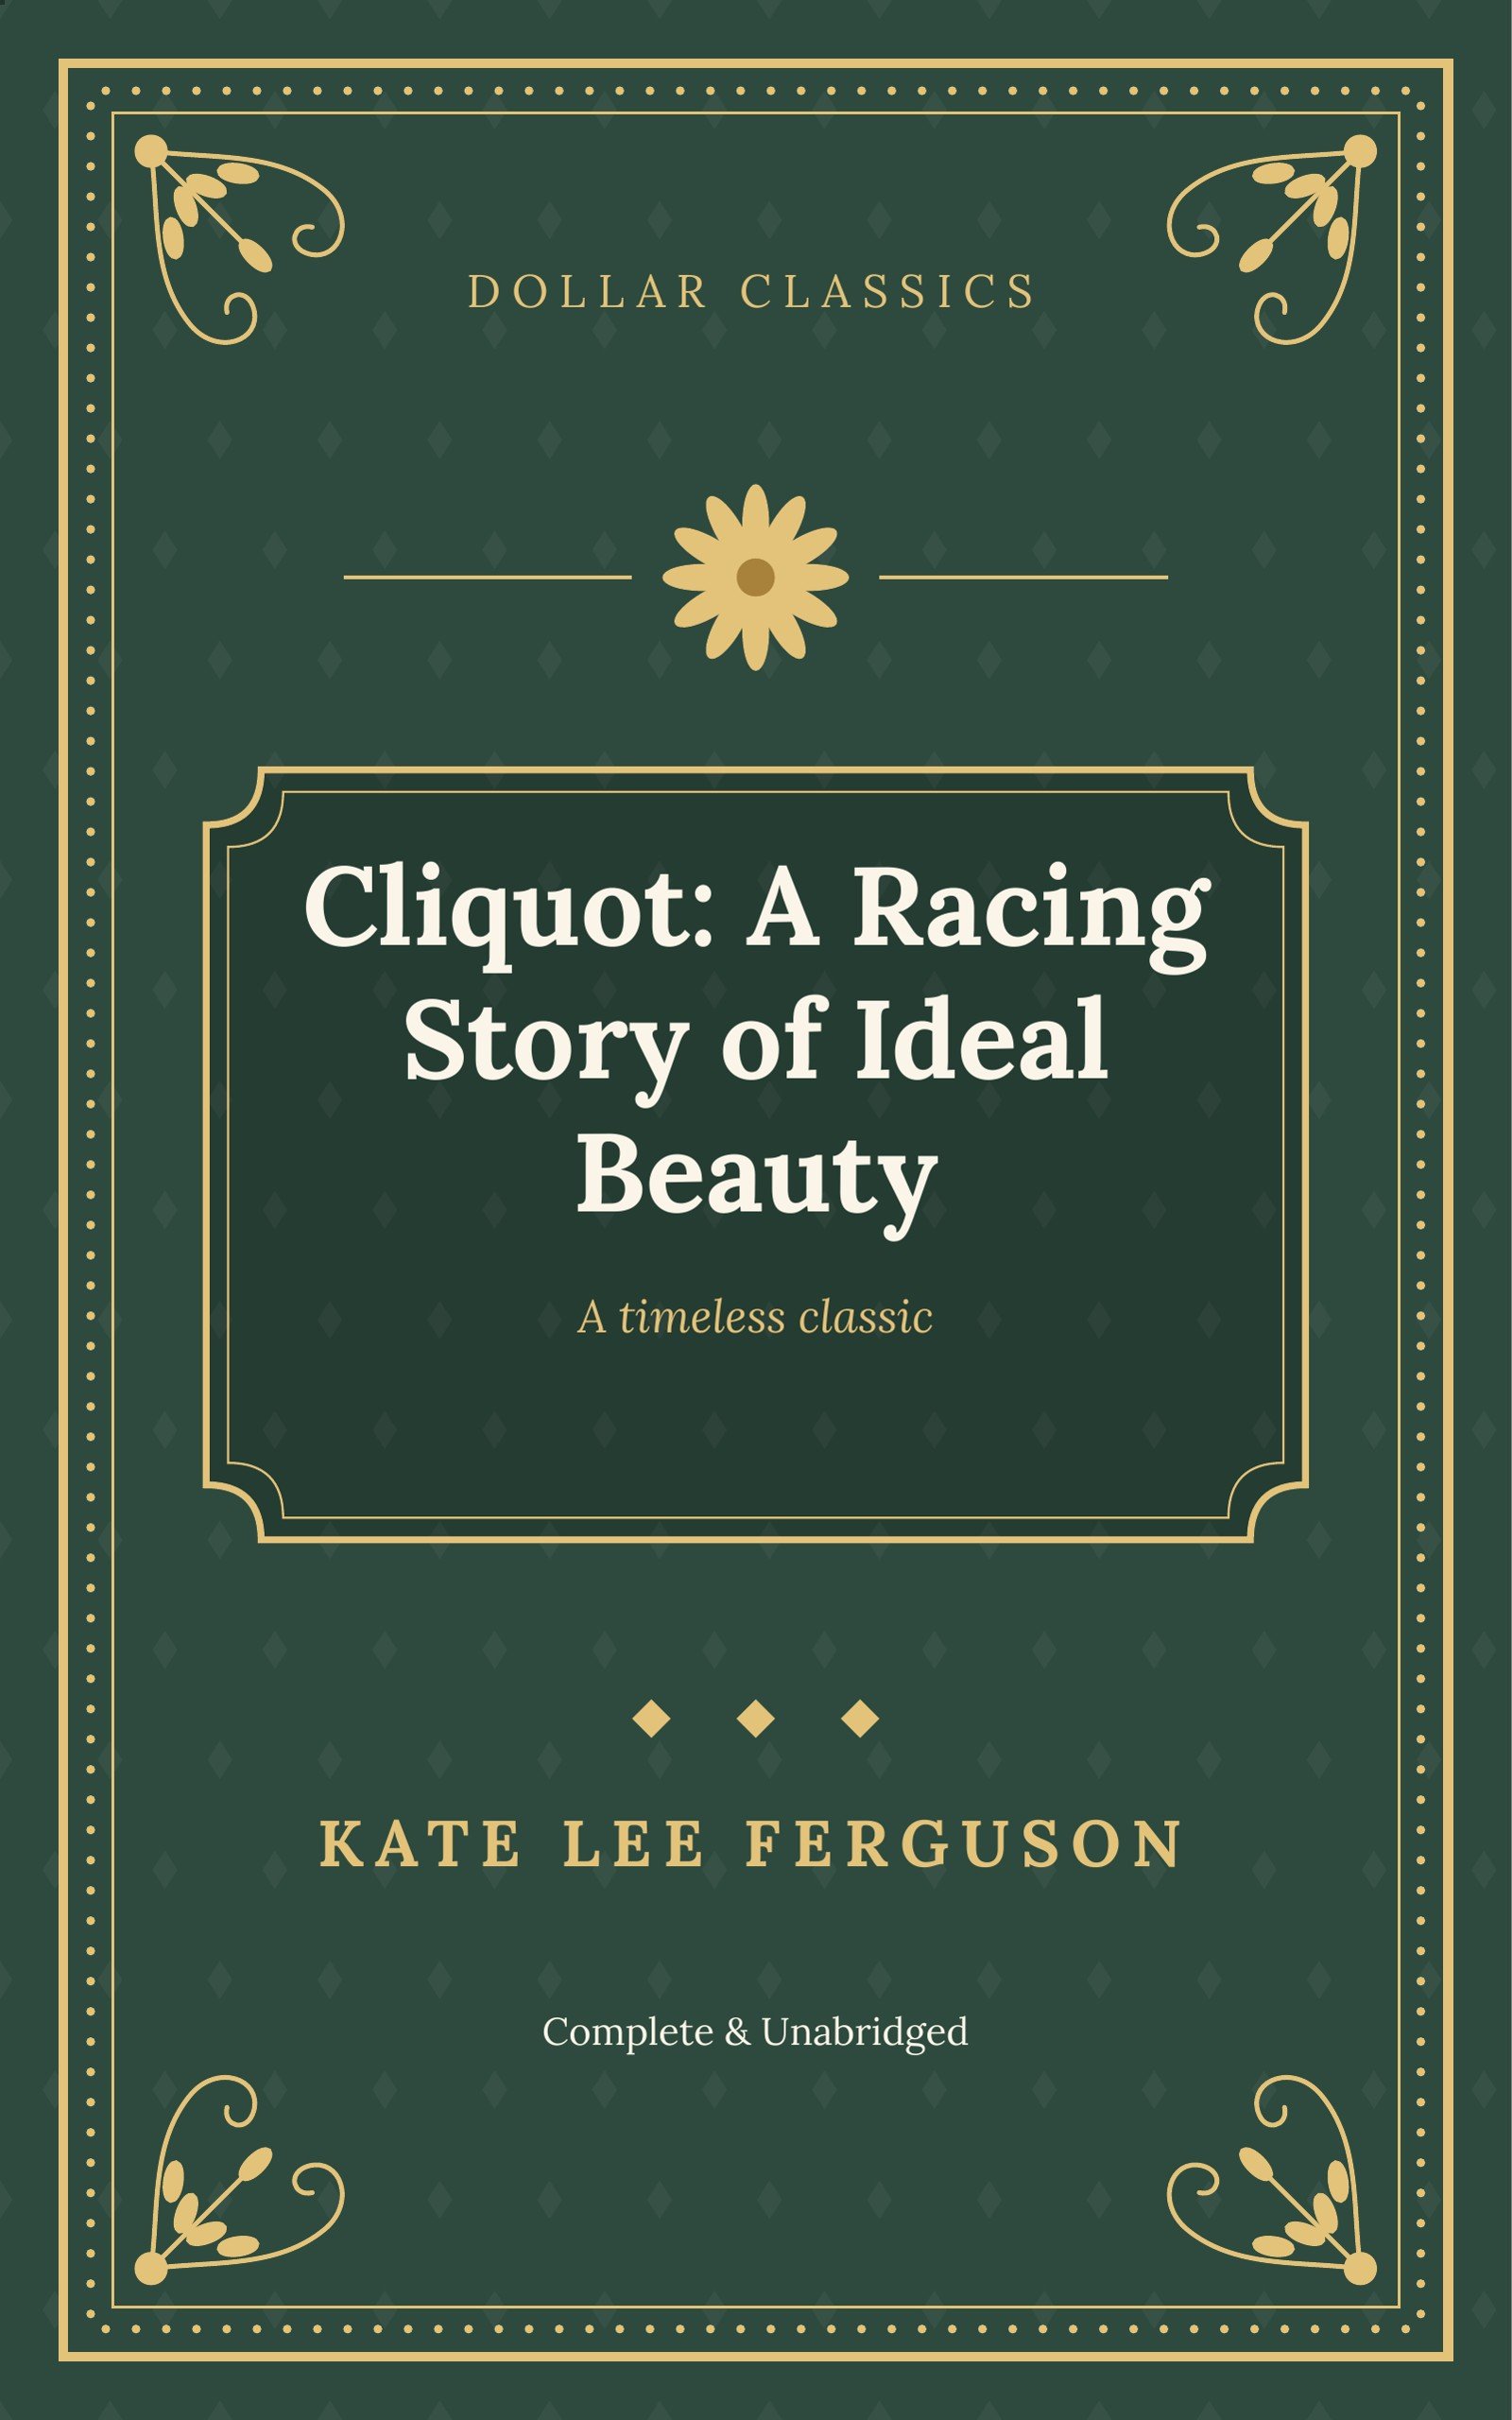 DOLLAR CLASSICS
Cliquot: A Racing
Story of Ideal
Beauty
A timeless classic
KATE LEE FERGUSON
Complete & Unabridged